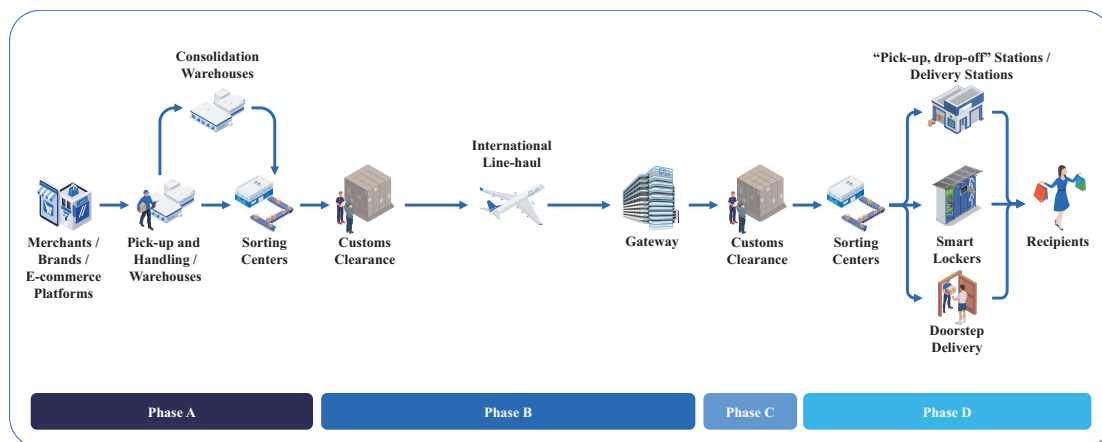 Consolidation
Warehouses
“Pick-up, drop-off” Stations /
Delivery Stations
International
Line-haul
Merchants /
Brands /
E-commerce
Platforms
Pick-up and
Handling /
Warehouses
Sorting
Centers
Customs
Clearance
Gateway
Customs
Clearance
Sorting
Centers
Smart
Lockers
Recipients
Doorstep
Delivery
Phase A
Phase B
Phase C
Phase D